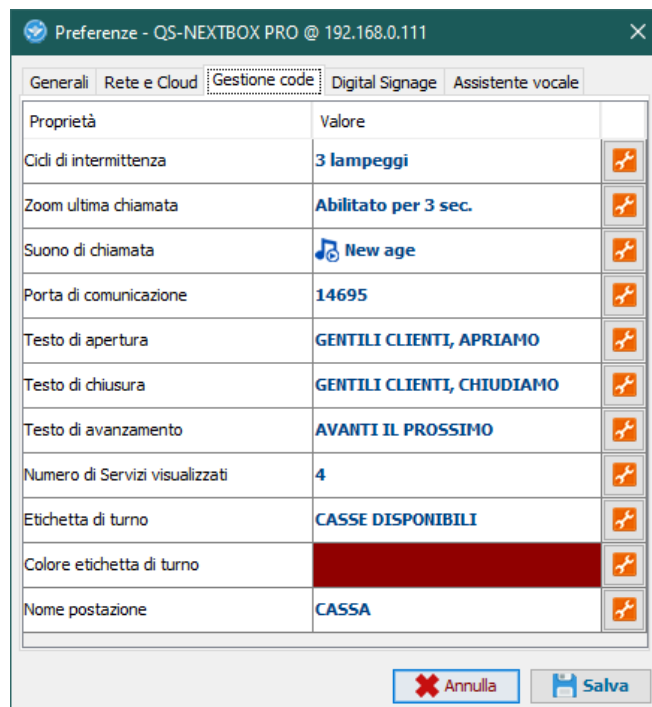 Preferenze - QS-NEXTBOX PRO @ 192.168.0.111
Generali Rete e Cloud Gestione code Digital Signage Assistente vocale
Proprietà Valore
Cicli di intermittenza 3 lampeggi
Zoom ultima chiamata Abilitato per 3 sec.
Suono di chiamata New age
Porta di comunicazione 14695
Testo di apertura GENTILI CLIENTI, APRIAMO
Testo di chiusura GENTILI CLIENTI, CHIUDIAMO
Testo di avanzamento AVANTI IL PROSSIMO
Numero di Servizi visualizzati 4
Etichetta di turno CASSE DISPONIBILI
Colore etichetta di turno
Nome postazione CASSA
Annulla Salva